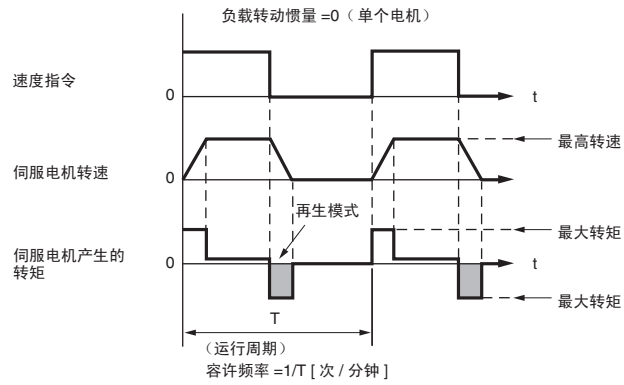 负载转动惯量 =0（单个电机）
速度指令
0
t
最高转速
伺服电机转速
0
再生模式
最大转矩
伺服电机产生的
转矩
0
t
最大转矩
T
（运行周期）
容许频率 =1/T [ 次 / 分钟 ]